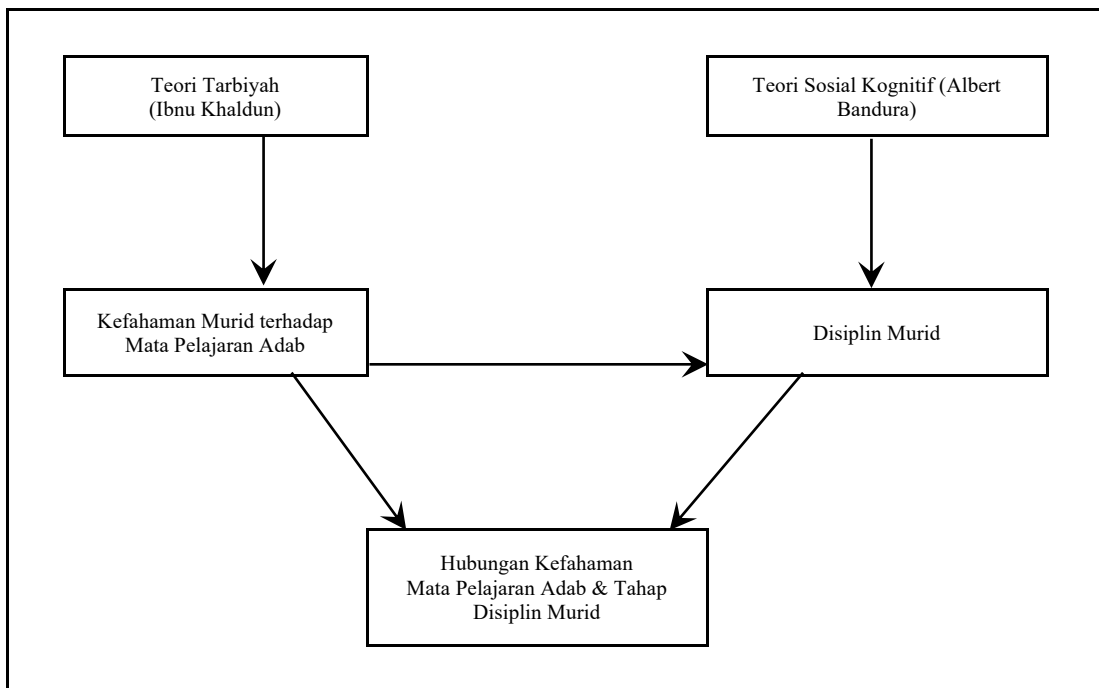 Teori Tarbiyah
(Ibnu Khaldun)
Teori Sosial Kognitif (Albert
Bandura)
Kefahaman Murid terhadap
Mata Pelajaran Adab
Disiplin Murid
Hubungan Kefahaman
Mata Pelajaran Adab & Tahap
Disiplin Murid